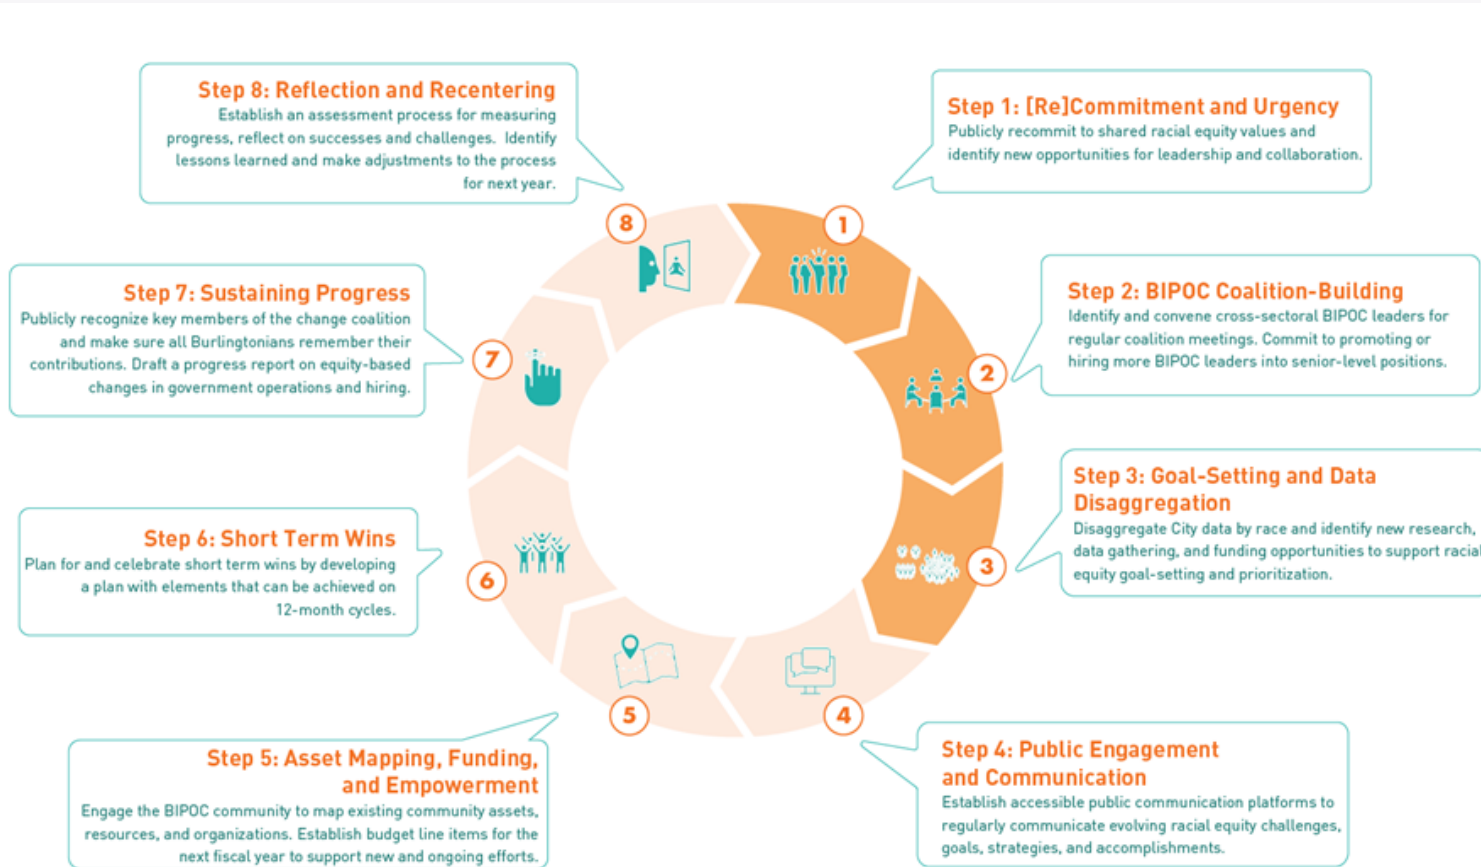 Step 1: [Re]Commitment and Urgency
Publicly recommit to shared racial equity values and
identify new opportunities for leadership and collaboration.
Step 2: BIPOC Coalition-Building
Identify and convene cross-sectoral BIPOC leaders for
regular coalition meetings. Commit to promoting or
hiring more BIPOC leaders into senior-level positions.
Step 3: Goal-Setting and Data
Disaggregation
Disaggregate City data by race and identify new research,
data gathering, and funding opportunities to support racial
equity goal-setting and prioritization.
Step 4: Public Engagement
and Communication
Establish accessible public communication platforms to
regularly communicate evolving racial equity challenges,
goals, strategies, and accomplishments.
Step 5: Asset Mapping, Funding,
and Empowerment
Engage the BIPOC community to map existing community assets,
resources, and organizations. Establish budget line items for the
next fiscal year to support new and ongoing efforts.
Step 6: Short Term Wins
Plan for and celebrate short term wins by developing
a plan with elements that can be achieved on
12-month cycles.
Step 7: Sustaining Progress
Publicly recognize key members of the change coalition
and make sure all Burlingtonians remember their
contributions. Draft a progress report on equity-based
changes in government operations and hiring.
Step 8: Reflection and Recentering
Establish an assessment process for measuring
progress, reflect on successes and challenges. Identify
lessons learned and make adjustments to the process
for next year.
1
2
3
4
5
6
7
8